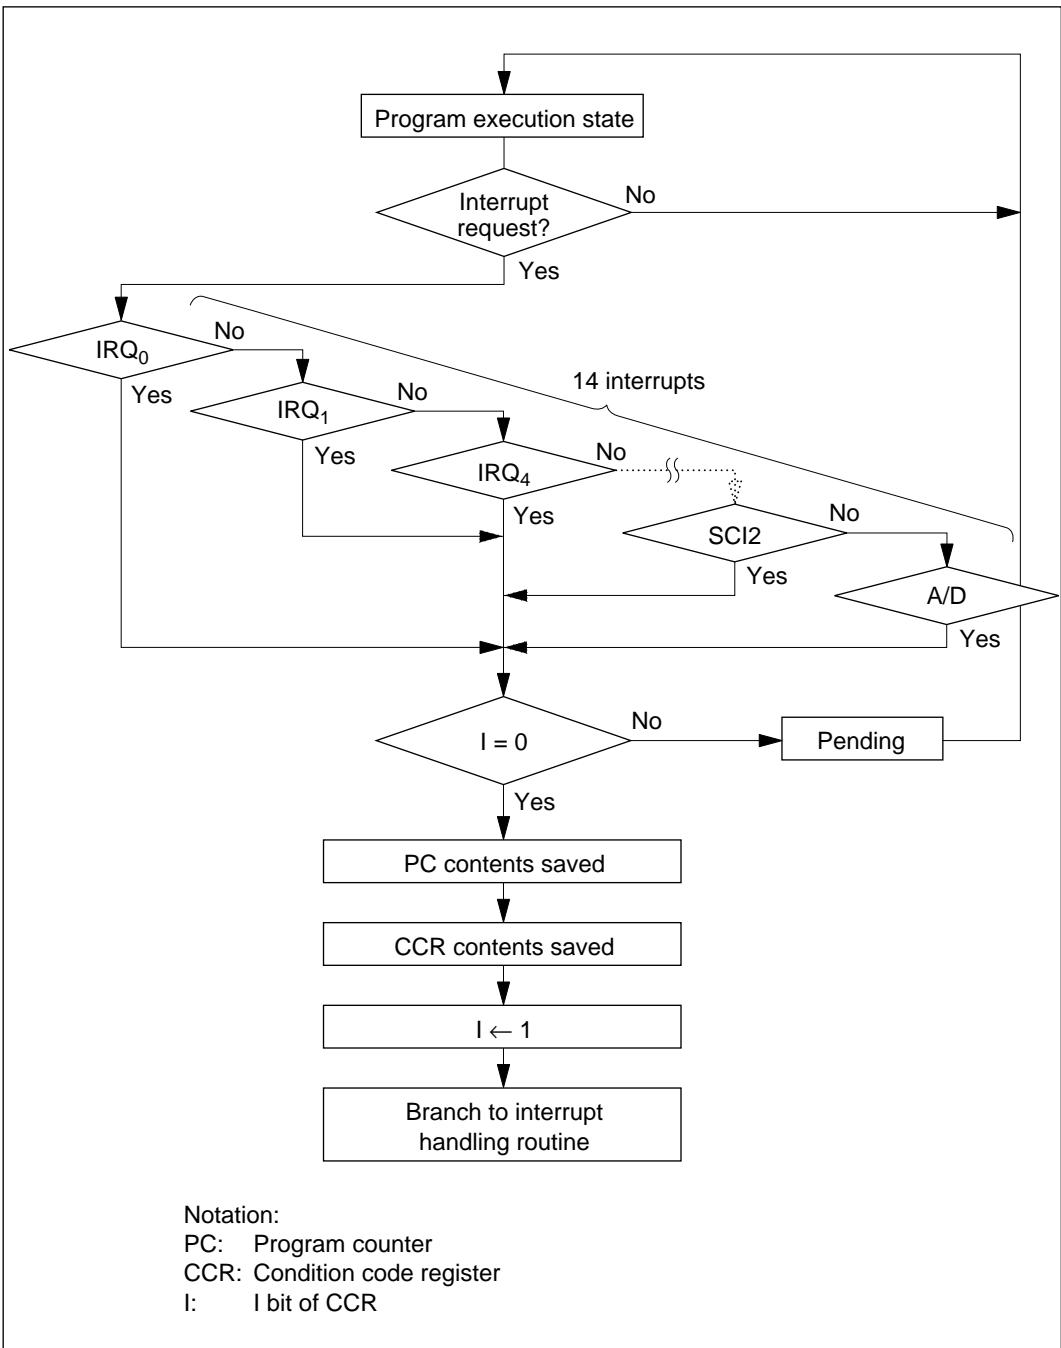 Program execution state
Interrupt
request?
No
Yes
IRQ0
No
Yes
14 interrupts
IRQ1
No
Yes
IRQ4
No
Yes
SCI2
No
Yes
A/D
Yes
I = 0
No
Pending
Yes
PC contents saved
CCR contents saved
I ← 1
Branch to interrupt
handling routine
Notation:
PC: Program counter
CCR: Condition code register
I: I bit of CCR